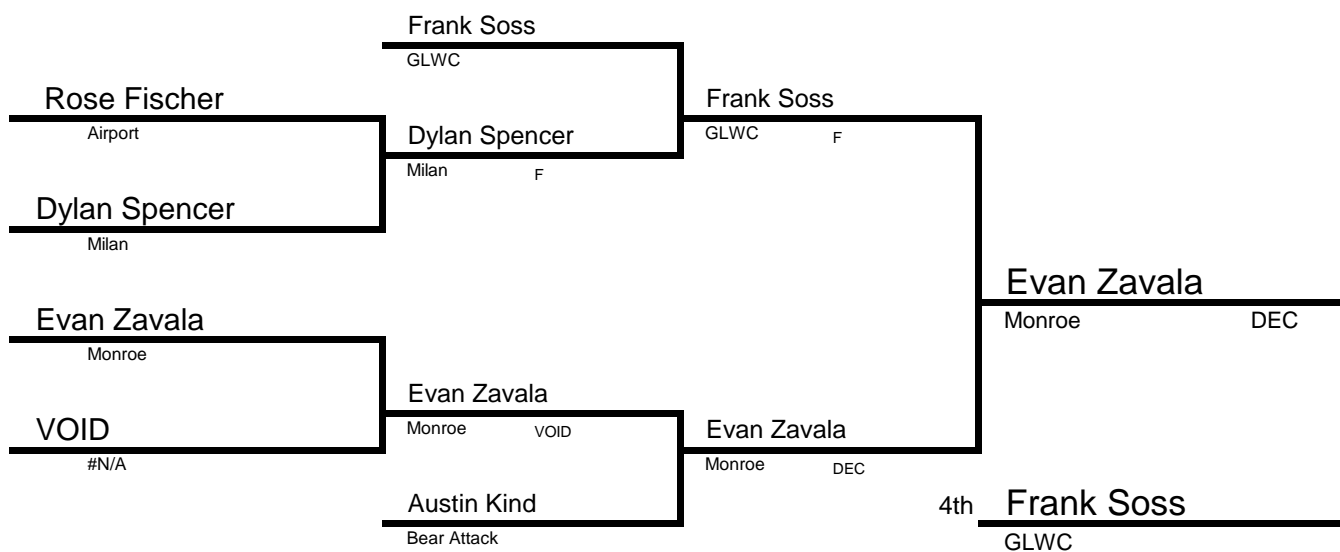 Frank Soss
GLWC
Rose Fischer
Airport
Frank Soss
GLWC F
Dylan Spencer
Milan F
Dylan Spencer
Milan
Evan Zavala
Monroe DEC
Evan Zavala
Monroe
Evan Zavala
Monroe VOID
VOID
#N/A
Evan Zavala
Monroe DEC
Austin Kind
Bear Attack
4th Frank Soss
GLWC